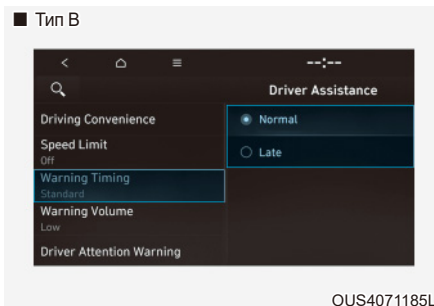 ■ Тип B
--:--
Driver Assistance
Driving Convenience
Speed Limit
Off
Warning Timing
Standard
Warning Volume
Low
Driver Attention Warning
Normal
Late
OUS4071185L